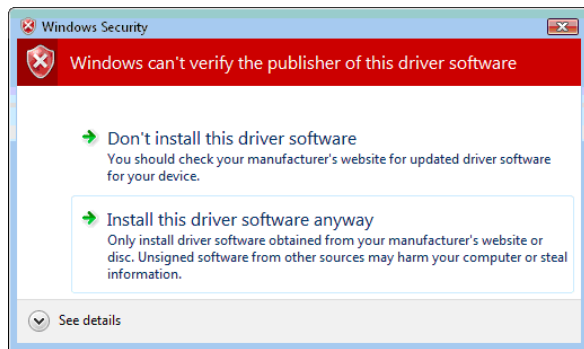 Windows Security
Windows can't verify the publisher of this driver software
Don't install this driver software
You should check your manufacturer's website for updated driver software
for your device.
Install this driver software anyway
Only install driver software obtained from your manufacturer's website or
disc. Unsigned software from other sources may harm your computer or steal
information.
See details